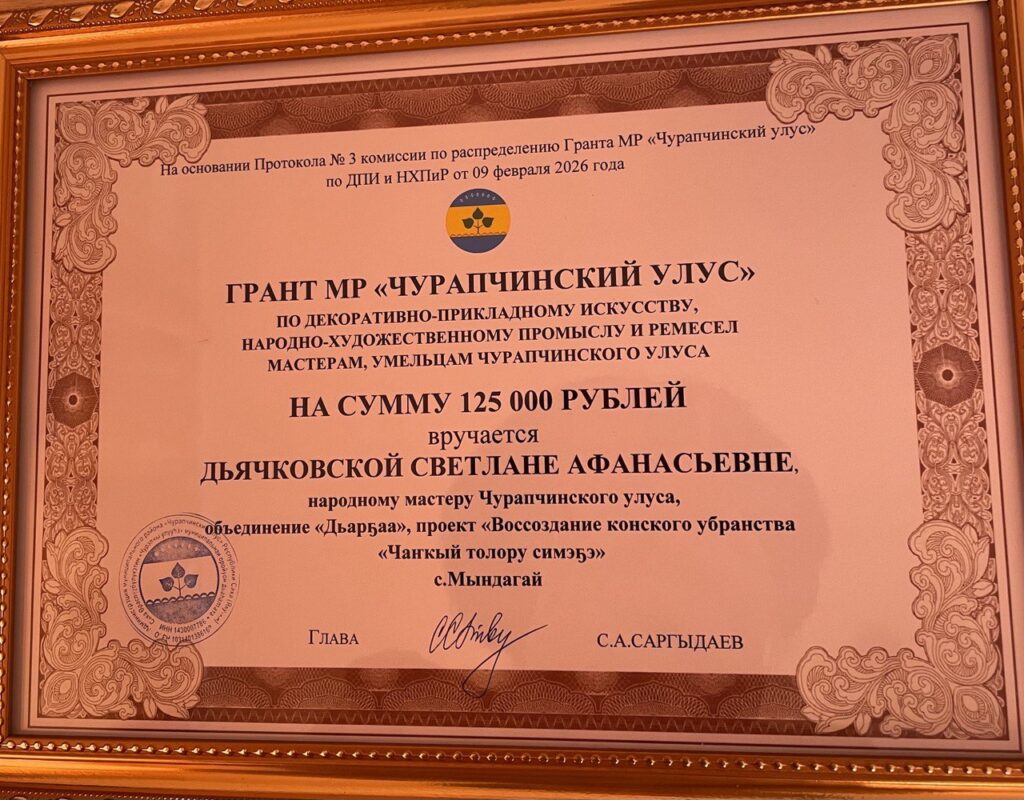 На основании Протокола № 3 комиссии по распределению Гранта МР «Чурапчинский улус»
по ДПИ и НХПиР от 09 февраля 2026 года
ГРАНТ МР «ЧУРАПЧИНСКИЙ УЛУС»
ПО ДЕКОРАТИВНО-ПРИКЛАДНОМУ ИСКУССТВУ,
НАРОДНО-ХУДОЖЕСТВЕННОМУ ПРОМЫСЛУ И РЕМЕСЕЛ
МАСТЕРАМ, УМЕЛЬЦАМ ЧУРАПЧИНСКОГО УЛУСА
НА СУММУ 125 000 РУБЛЕЙ
вручается
ДЬЯЧКОВСКОЙ СВЕТЛАНЕ АФАНАСЬЕВНЕ,
народному мастеру Чурапчинского улуса,
объединение «Дьарҕаа», проект «Воссоздание конского убранства
«Чаҥкый толору симэҕэ»
с.Мындагай
ГЛАВА
С.А.САРГЫДАЕВ